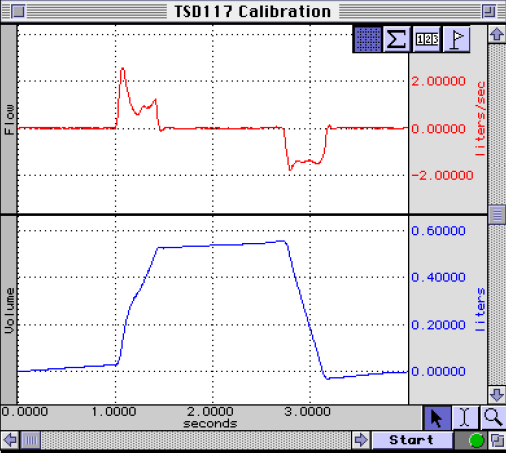 TSD117 Calibration
Σ
123
Flow
2.00000
0.00000
-2.00000
liters/sec
Volume
0.60000
0.40000
0.20000
0.00000
liters
0.0000 1.0000 2.0000 3.0000
seconds
Start